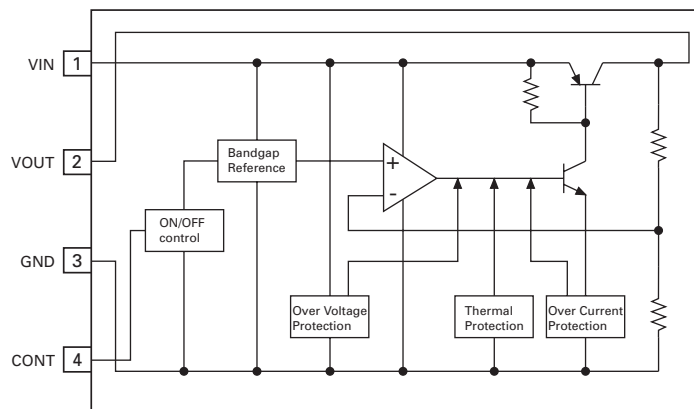 VIN 1
VOUT 2
GND 3
CONT 4
Bandgap
Reference
ON/OFF
control
+
-
Over Voltage
Protection
Thermal
Protection
Over Current
Protection